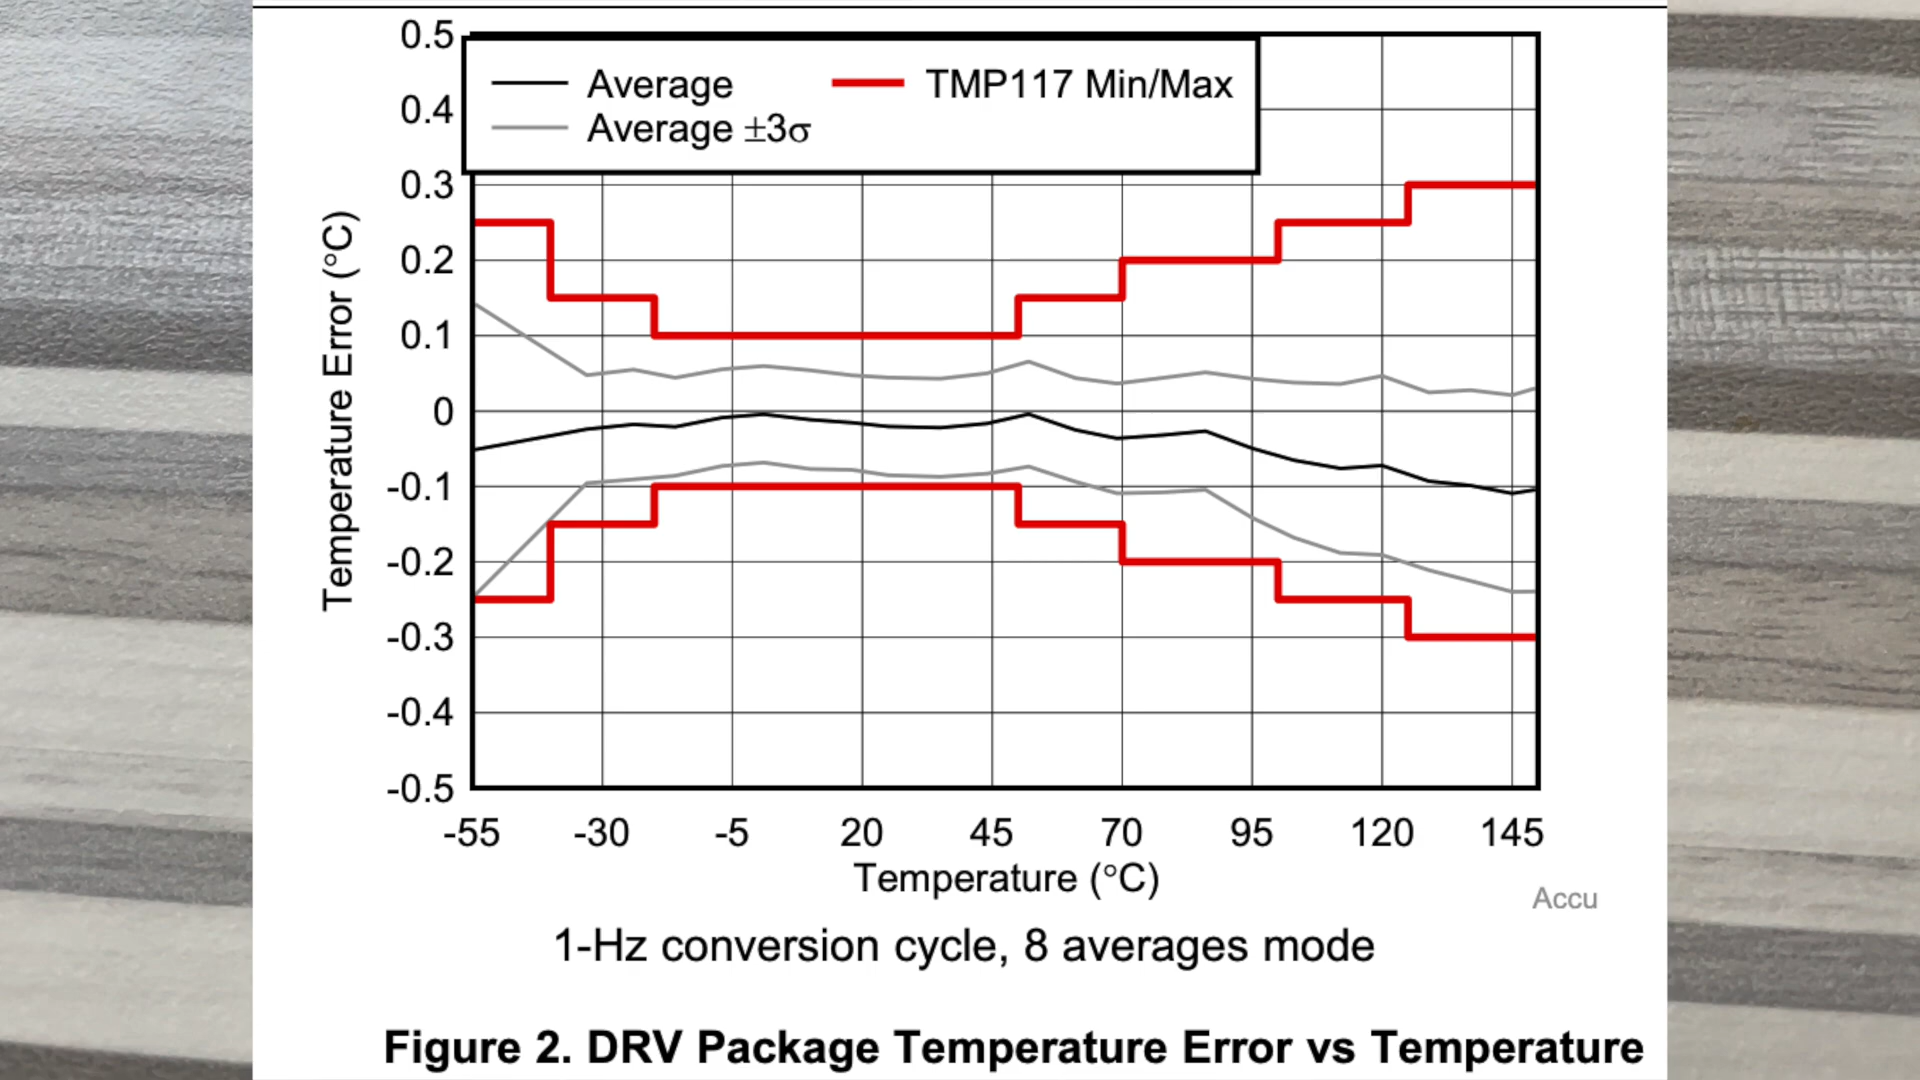 0.5
0.4
0.3
0.2
0.1
0
-0.1
-0.2
-0.3
-0.4
-0.5
Average
TMP117 Min/Max
Average ±3σ
Temperature Error (°C)
-55 -30 -5 20 45 70 95 120 145
Temperature (°C)
Accu
1-Hz conversion cycle, 8 averages mode
Figure 2. DRV Package Temperature Error vs Temperature